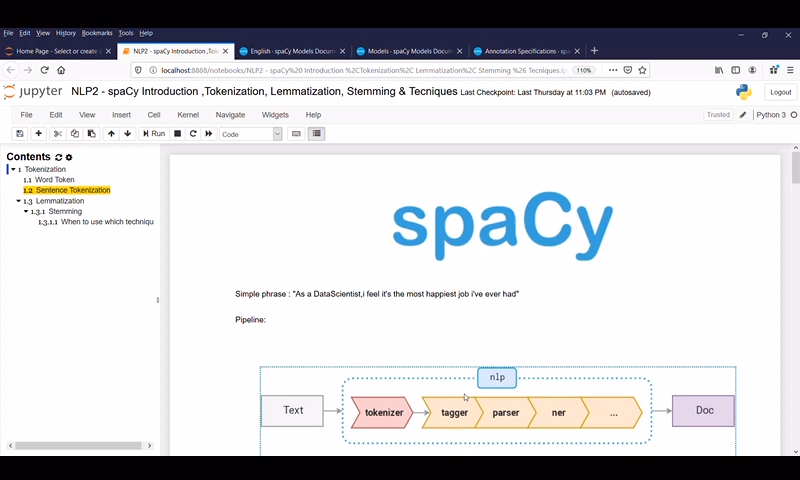 File Edit View History Bookmarks Tools Help
Home Page - Select or create a
NLP2 - spaCy Introduction ,Tok
English · spaCy Models Docum
Models · spaCy Models Docum
Annotation Specifications · spa
localhost:8888/notebooks/NLP2 - spaCy%20 Introduction %2CTokenization%2C Lemmatization%2C Stemming %26 Tecniques.i
110%
jupyter NLP2 - spaCy Introduction ,Tokenization, Lemmatization, Stemming & Tecniques Last Checkpoint: Last Thursday at 11:03 PM (autosaved)
Logout
File Edit View Insert Cell Kernel Navigate Widgets Help
Trusted
Python 3
Run
Code
Contents
1 Tokenization
1.1 Word Token
1.2 Sentence Tokenization
1.3 Lemmatization
1.3.1 Stemming
1.3.1.1 When to use which techniqu
spaCy
Simple phrase : "As a DataScientist,i feel it's the most happiest job i've ever had"
Pipeline:
nlp
Text tokenizer tagger parser ner ... Doc